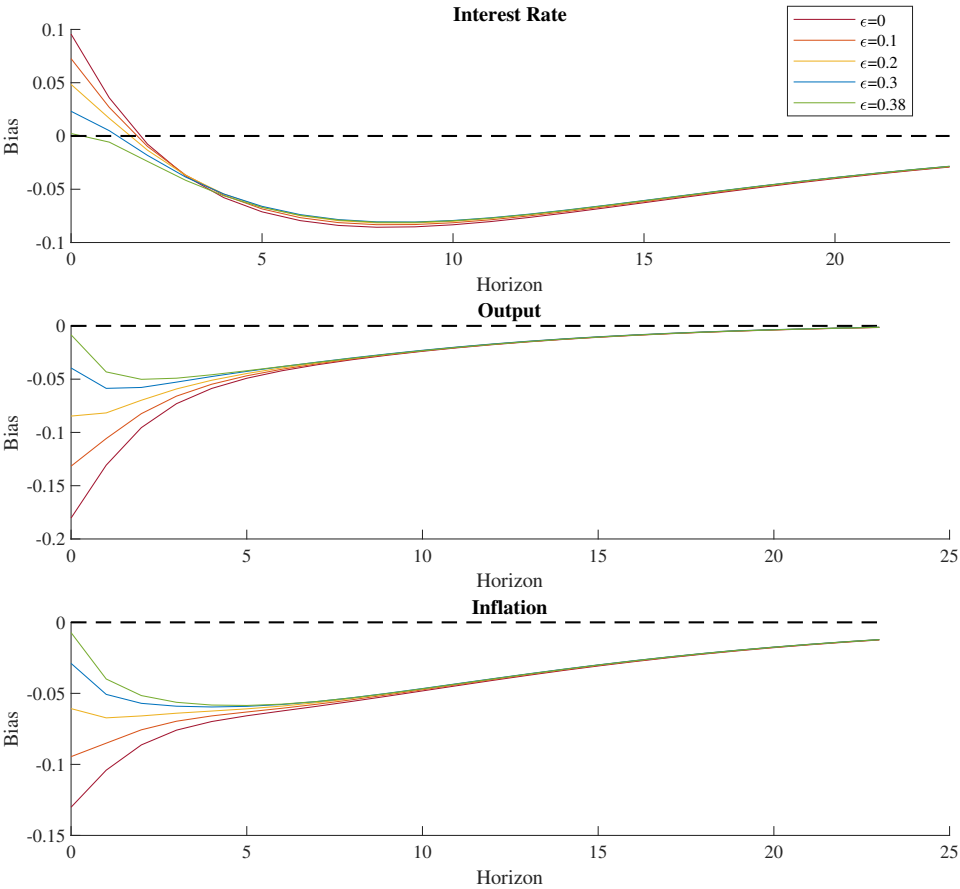 Interest Rate
ϵ=0
ϵ=0.1
ϵ=0.2
ϵ=0.3
ϵ=0.38
0.1
0.05
0
-0.05
-0.1
Bias
0 5 10 15 20
Horizon
Output
0
-0.05
-0.1
-0.15
-0.2
Bias
0 5 10 15 20 25
Horizon
Inflation
0
-0.05
-0.1
-0.15
Bias
0 5 10 15 20 25
Horizon